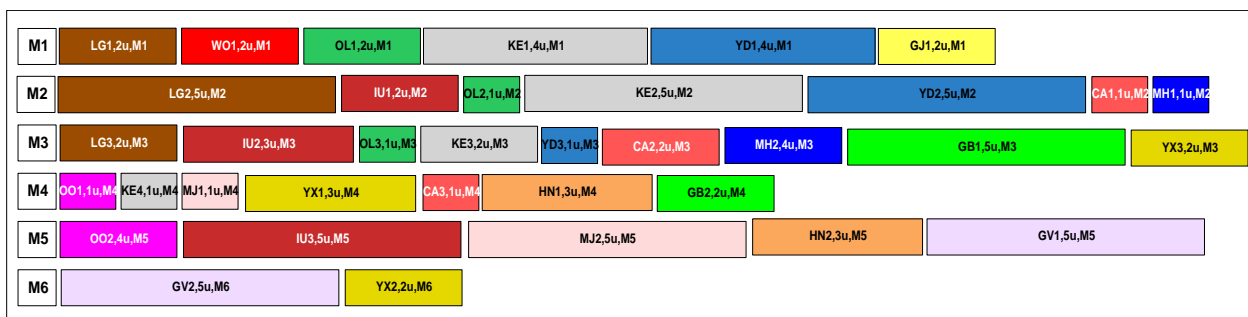 M1 LG1,2u,M1 WO1,2u,M1 OL1,2u,M1 KE1,4u,M1 YD1,4u,M1 GJ1,2u,M1
M2 LG2,5u,M2 IU1,2u,M2 OL2,1u,M2 KE2,5u,M2 YD2,5u,M2 CA1,1u,M2 MH1,1u,M2
M3 LG3,2u,M3 IU2,3u,M3 OL3,1u,M3 KE3,2u,M3 YD3,1u,M3 CA2,2u,M3 MH2,4u,M3 GB1,5u,M3 YX3,2u,M3
M4 OO1,1u,M4 KE4,1u,M4 MJ1,1u,M4 YX1,3u,M4 CA3,1u,M4 HN1,3u,M4 GB2,2u,M4
M5 OO2,4u,M5 IU3,5u,M5 MJ2,5u,M5 HN2,3u,M5 GV1,5u,M5
M6 GV2,5u,M6 YX2,2u,M6